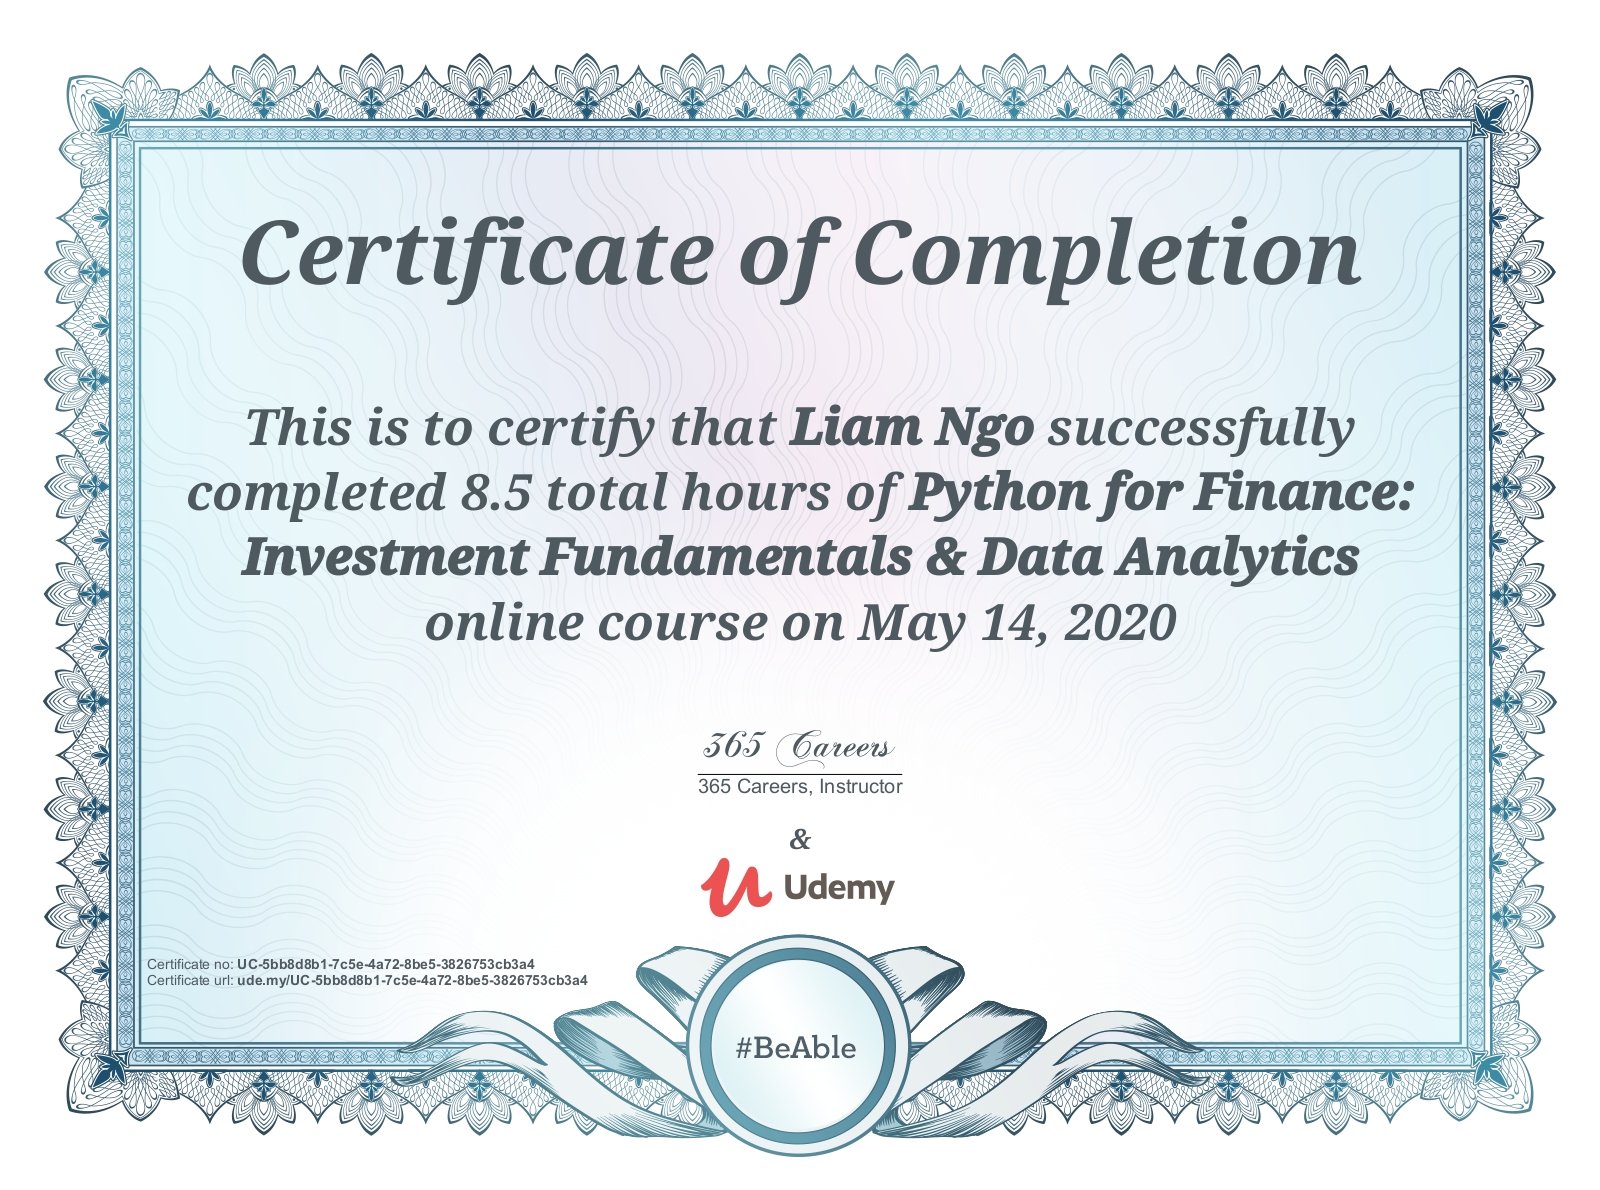 Certificate of Completion
This is to certify that Liam Ngo successfully
completed 8.5 total hours of Python for Finance:
Investment Fundamentals & Data Analytics
online course on May 14, 2020
365 Careers
365 Careers, Instructor
&
Udemy
Certificate no: UC-5bb8d8b1-7c5e-4a72-8be5-3826753cb3a4
Certificate url: ude.my/UC-5bb8d8b1-7c5e-4a72-8be5-3826753cb3a4
#BeAble